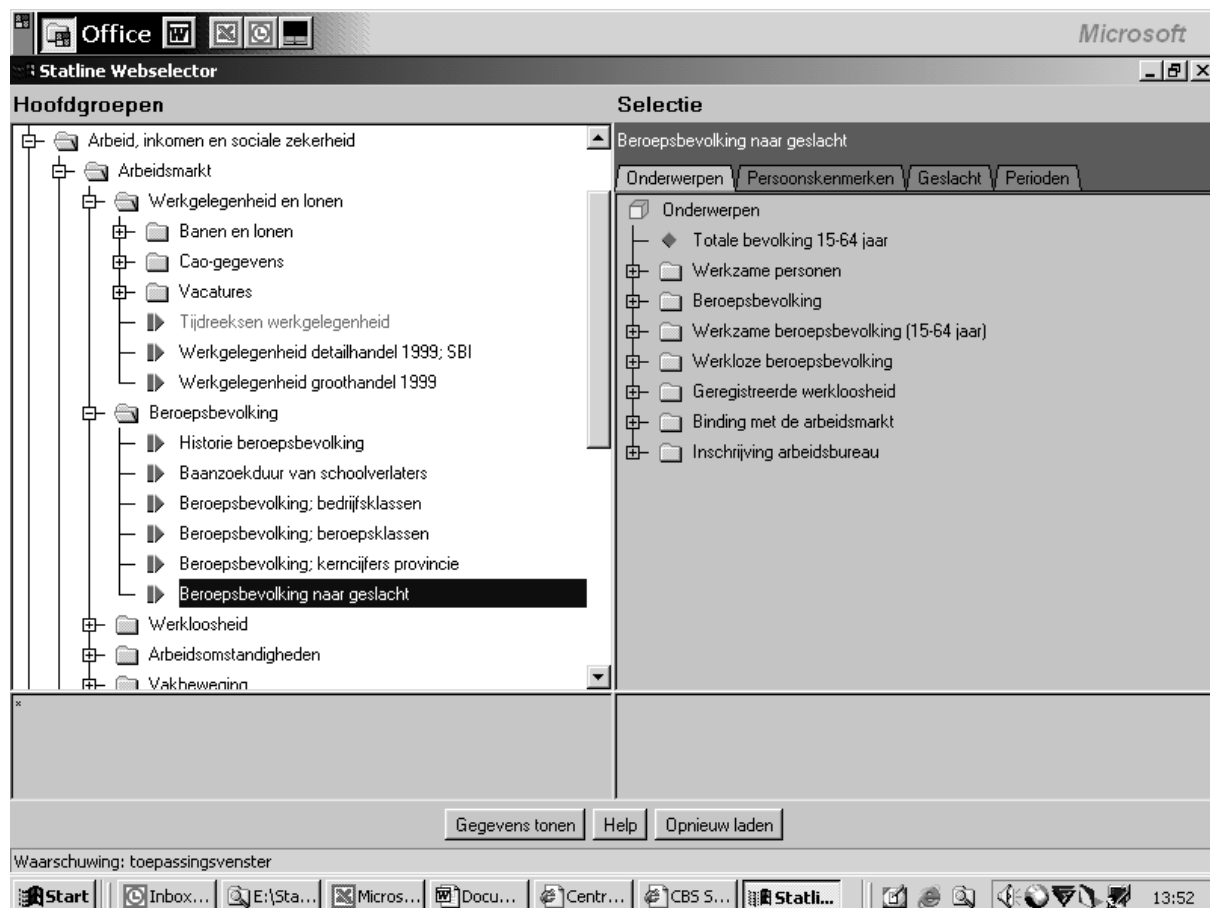 Office
Microsoft
Statline Webselector
Hoofdgroepen
Arbeid, inkomen en sociale zekerheid
Arbeidsmarkt
Werkgelegenheid en lonen
Banen en lonen
Cao-gegevens
Vacatures
Tijdreeksen werkgelegenheid
Werkgelegenheid detailhandel 1999; SBI
Werkgelegenheid groothandel 1999
Beroepsbevolking
Historie beroepsbevolking
Baanzoekduur van schoolverlaters
Beroepsbevolking; bedrijfsklassen
Beroepsbevolking; beroepsklassen
Beroepsbevolking; kerncijfers provincie
Beroepsbevolking naar geslacht
Werkloosheid
Arbeidsomstandigheden
Vakbeweging
Selectie
Beroepsbevolking naar geslacht
Onderwerpen Persoonskenmerken Geslacht Perioden
Onderwerpen
Totale bevolking 15-64 jaar
Werkzame personen
Beroepsbevolking
Werkzame beroepsbevolking (15-64 jaar)
Werkloze beroepsbevolking
Geregistreerde werkloosheid
Binding met de arbeidsmarkt
Inschrijving arbeidsbureau
Gegevens tonen Help Opnieuw laden
Waarschuwing: toepassingsvenster
Start Inbox... E:\Sta... Micros... Docu... Centr... CBS S... Statli... 13:52